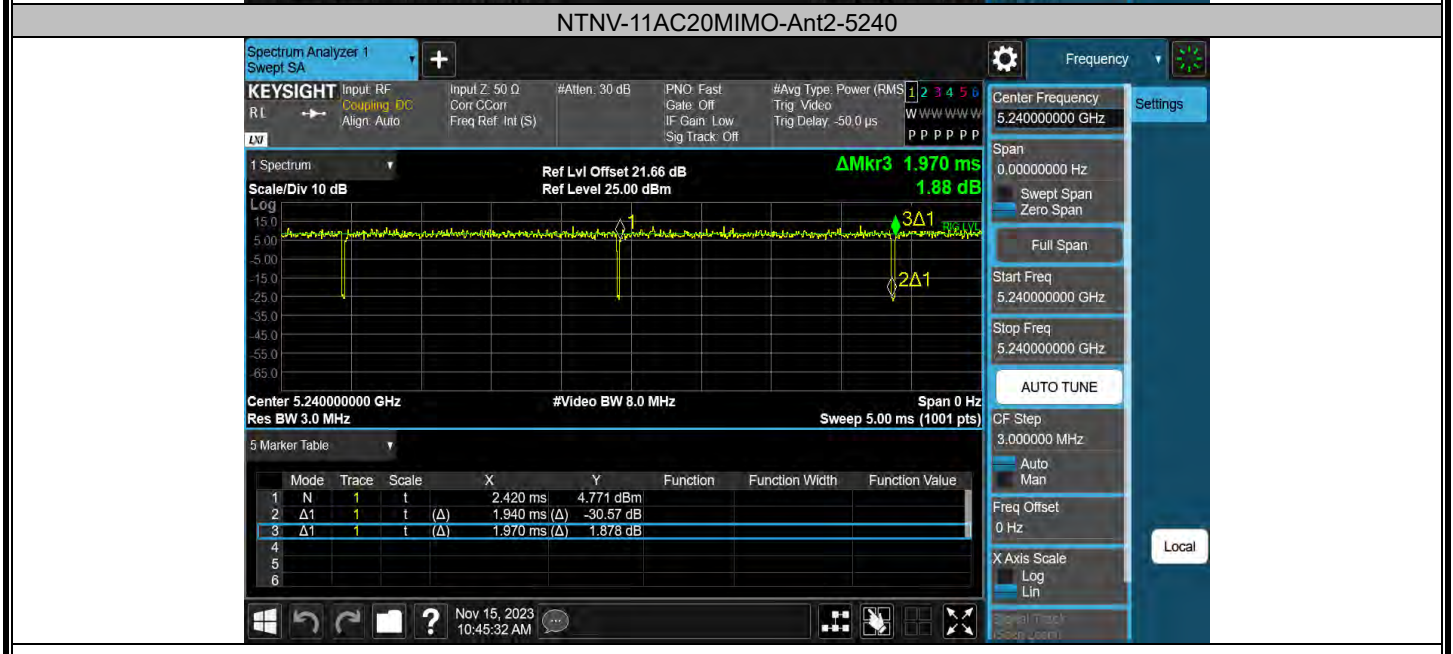 NTNV-11AC20MIMO-Ant2-5240
Spectrum Analyzer 1
Swept SA
+
Frequency
KEYSIGHT
RL
LXI
Input: RF
Coupling: DC
Align: Auto
Input Z: 50 Ω
Corr CCorr
Freq Ref: Int (S)
#Atten: 30 dB
PNO: Fast
Gate: Off
IF Gain: Low
Sig Track: Off
#Avg Type: Power (RMS
Trig: Video
Trig Delay: -50.0 µs
1 2 3 4 5 6
W W W W W W
P P P P P P
Center Frequency
5.240000000 GHz
Settings
Span
0.00000000 Hz
Swept Span
Zero Span
Full Span
Start Freq
5.240000000 GHz
Stop Freq
5.240000000 GHz
AUTO TUNE
CF Step
3.000000 MHz
Auto
Man
Freq Offset
0 Hz
X Axis Scale
Log
Lin
Local
1 Spectrum
Scale/Div 10 dB
Log
Ref Lvl Offset 21.66 dB
Ref Level 25.00 dBm
ΔMkr3 1.970 ms
1.88 dB
15.0
5.00
-5.00
-15.0
-25.0
-35.0
-45.0
-55.0
-65.0
1
3Δ1
2Δ1
Center 5.240000000 GHz
Res BW 3.0 MHz
#Video BW 8.0 MHz
Span 0 Hz
Sweep 5.00 ms (1001 pts)
5 Marker Table
Mode Trace Scale X Y Function Function Width Function Value
1 N 1 t 2.420 ms 4.771 dBm
2 Δ1 1 t (Δ) 1.940 ms (Δ) -30.57 dB
3 Δ1 1 t (Δ) 1.970 ms (Δ) 1.878 dB
4
5
6
?
Nov 15, 2023
10:45:32 AM